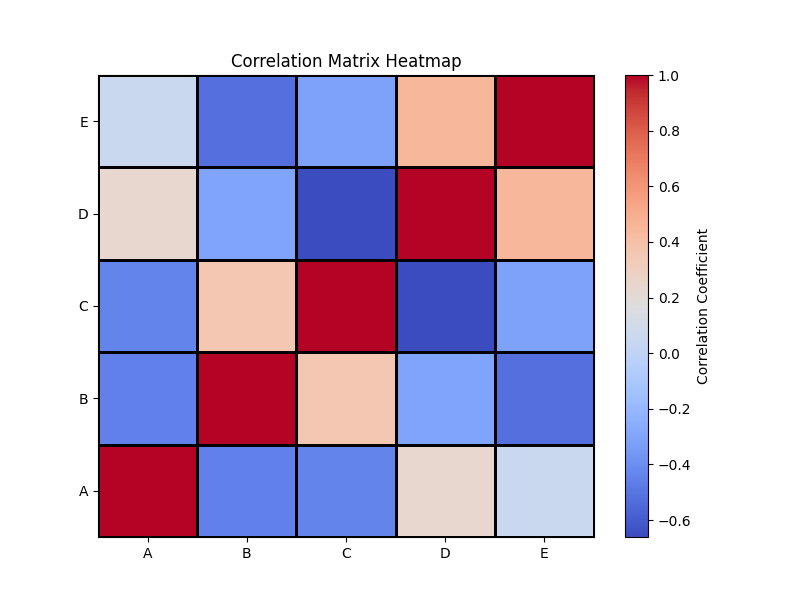 Correlation Matrix Heatmap
E
D
C
B
A
A B C D E
1.0
0.8
0.6
0.4
0.2
0.0
−0.2
−0.4
−0.6
Correlation Coefficient